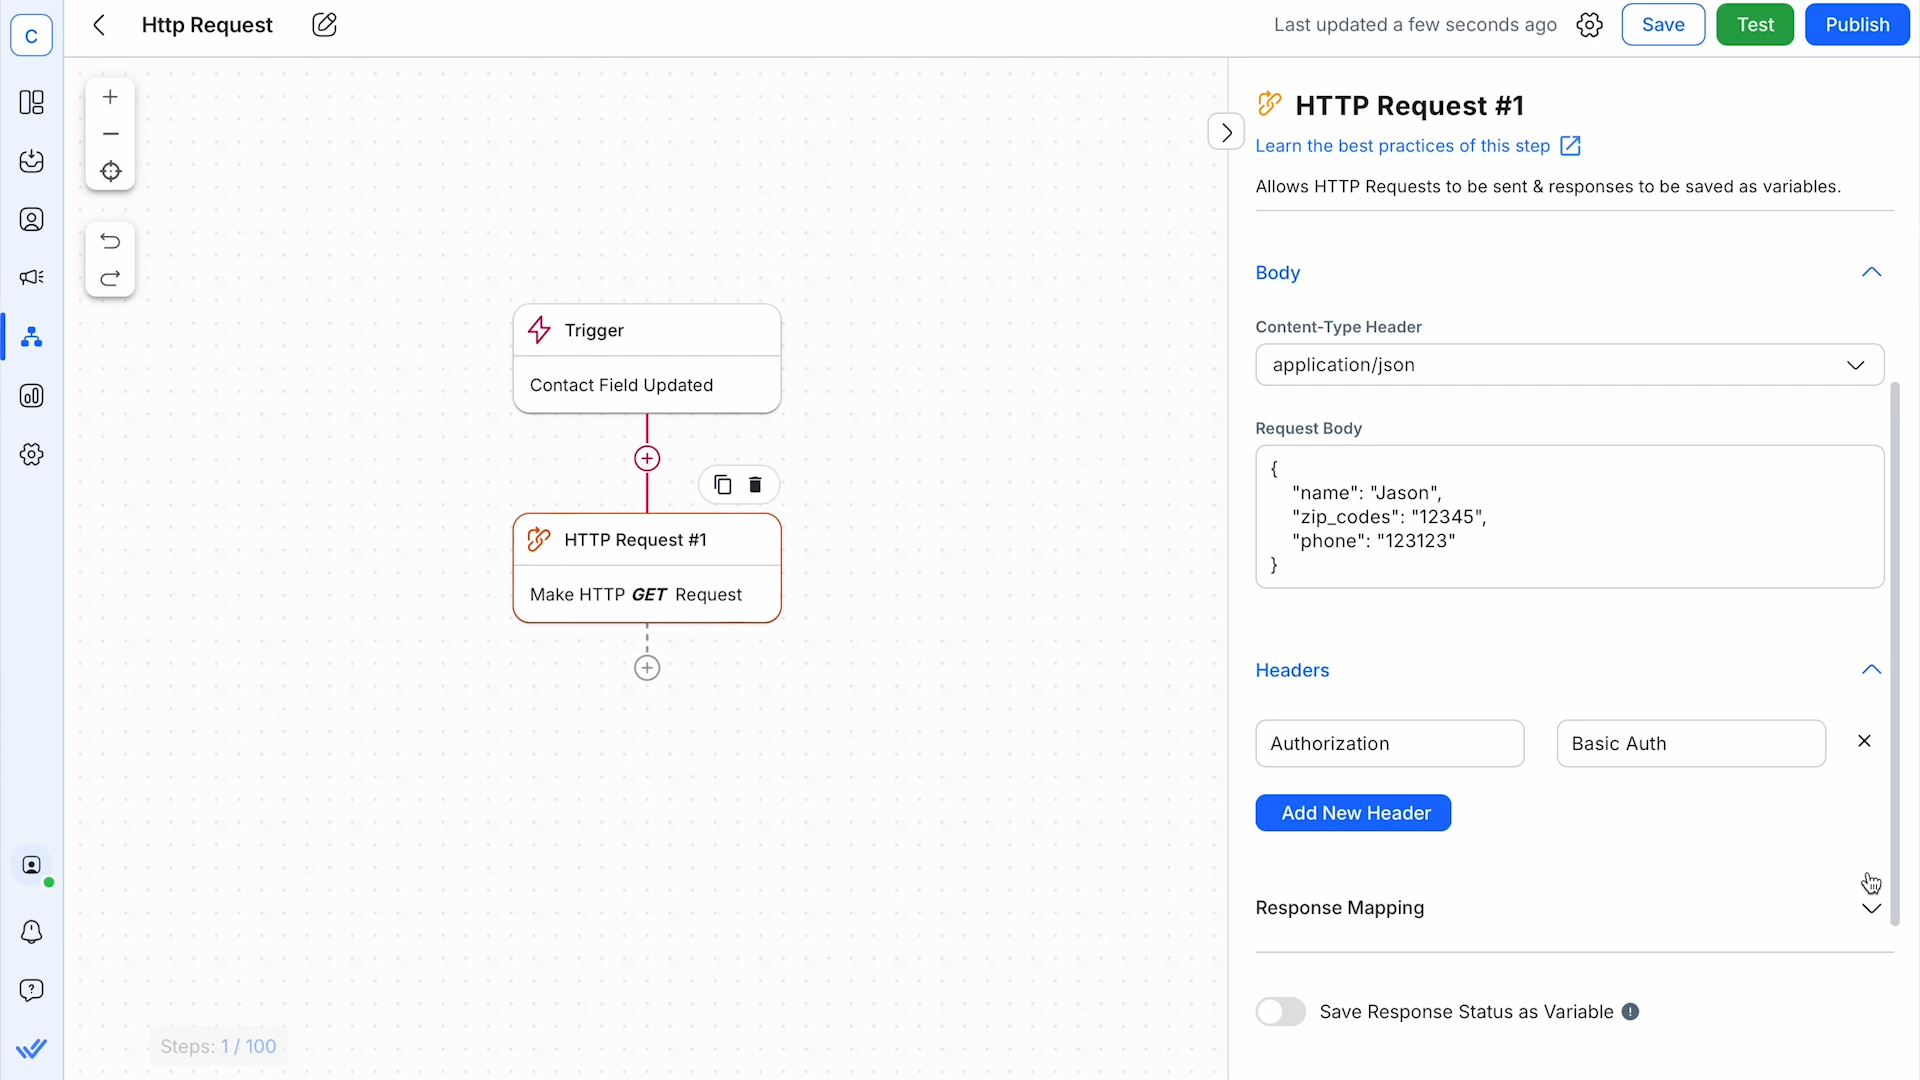 C
Http Request
Last updated a few seconds ago
Save
Test
Publish
HTTP Request #1
Learn the best practices of this step
Allows HTTP Requests to be sent & responses to be saved as variables.
Body
Content-Type Header
application/json
Request Body
{
"name": "Jason",
"zip_codes": "12345",
"phone": "123123"
}
Trigger
Contact Field Updated
HTTP Request #1
Make HTTP GET Request
Headers
Authorization
Basic Auth
Add New Header
Response Mapping
Save Response Status as Variable
Steps: 1 / 100